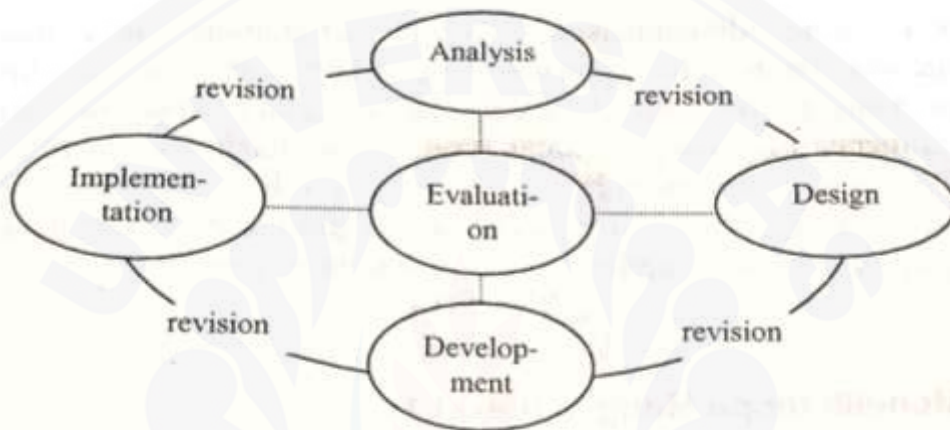 Analysis
revision
revision
Implemen-
tation
Evaluati-
on
Design
revision
revision
Develop-
ment